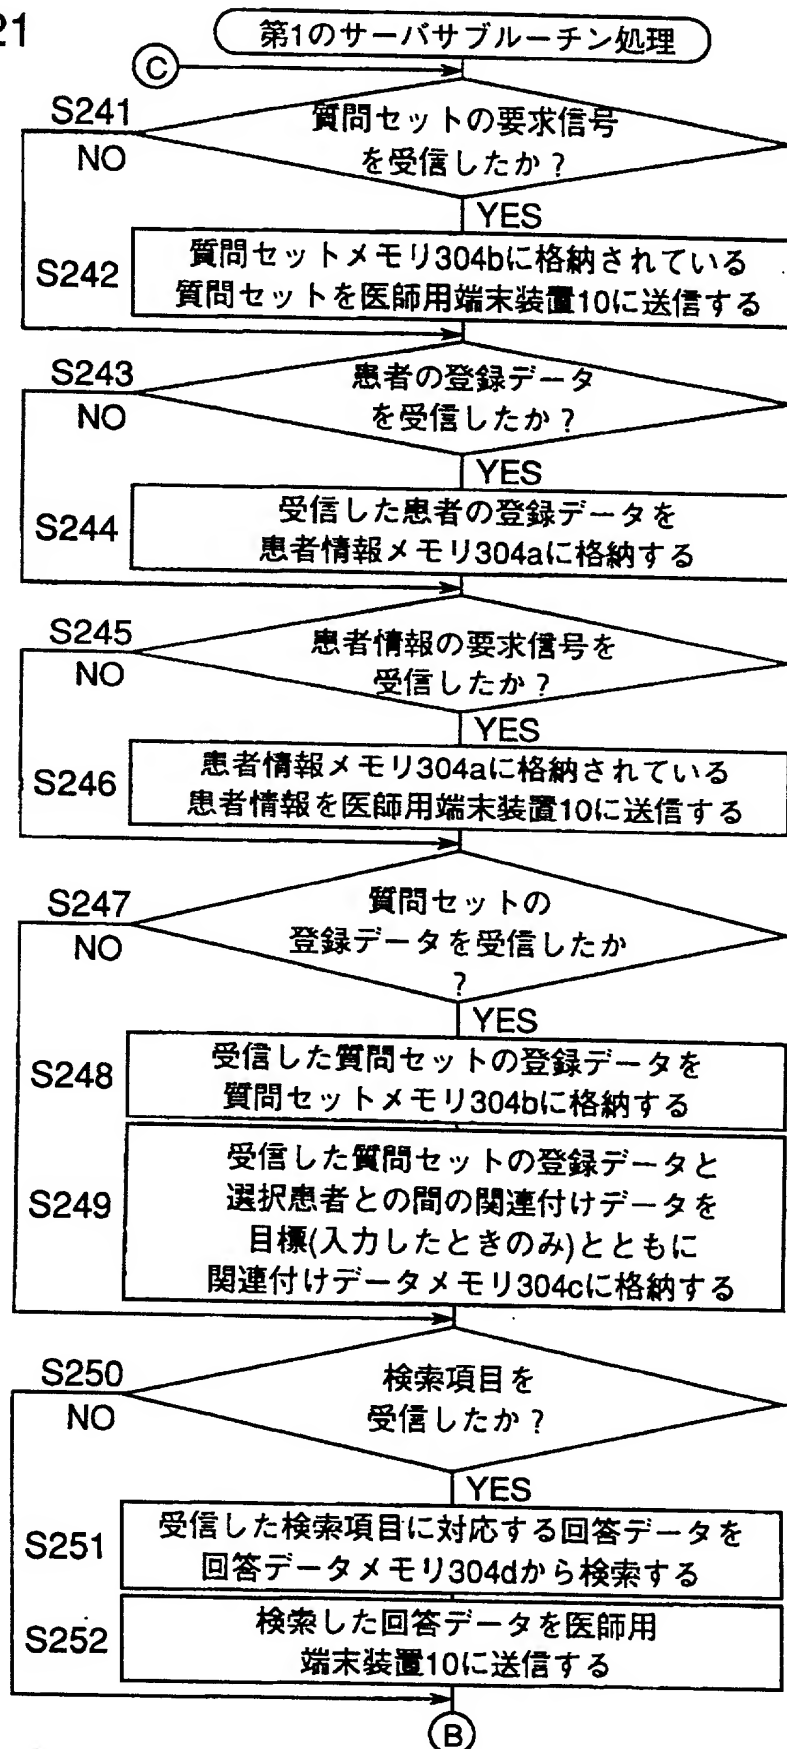 21
第1のサーバサブルーチン処理
C
S241
質問セットの要求信号
を受信したか?
NO
YES
S242
質問セットメモリ304bに格納されている
質問セットを医師用端末装置10に送信する
S243
患者の登録データ
を受信したか?
NO
YES
S244
受信した患者の登録データを
患者情報メモリ304aに格納する
S245
患者情報の要求信号を
受信したか?
NO
YES
S246
患者情報メモリ304aに格納されている
患者情報を医師用端末装置10に送信する
S247
質問セットの
登録データを受信したか
?
NO
YES
S248
受信した質問セットの登録データを
質問セットメモリ304bに格納する
S249
受信した質問セットの登録データと
選択患者との間の関連付けデータを
目標(入力したときのみ)とともに
関連付けデータメモリ304cに格納する
S250
検索項目を
受信したか?
NO
YES
S251
受信した検索項目に対応する回答データを
回答データメモリ304dから検索する
S252
検索した回答データを医師用
端末装置10に送信する
B